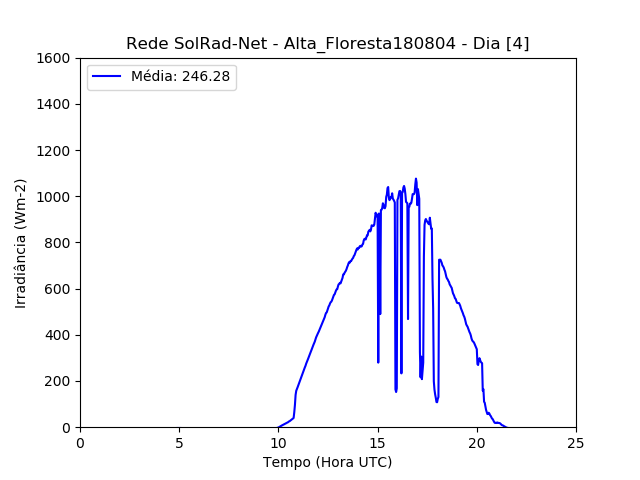 Rede SolRad-Net - Alta_Floresta180804 - Dia [4]
Média: 246.28
1600
1400
1200
1000
800
600
400
200
0
Irradiância (Wm-2)
0 5 10 15 20 25
Tempo (Hora UTC)